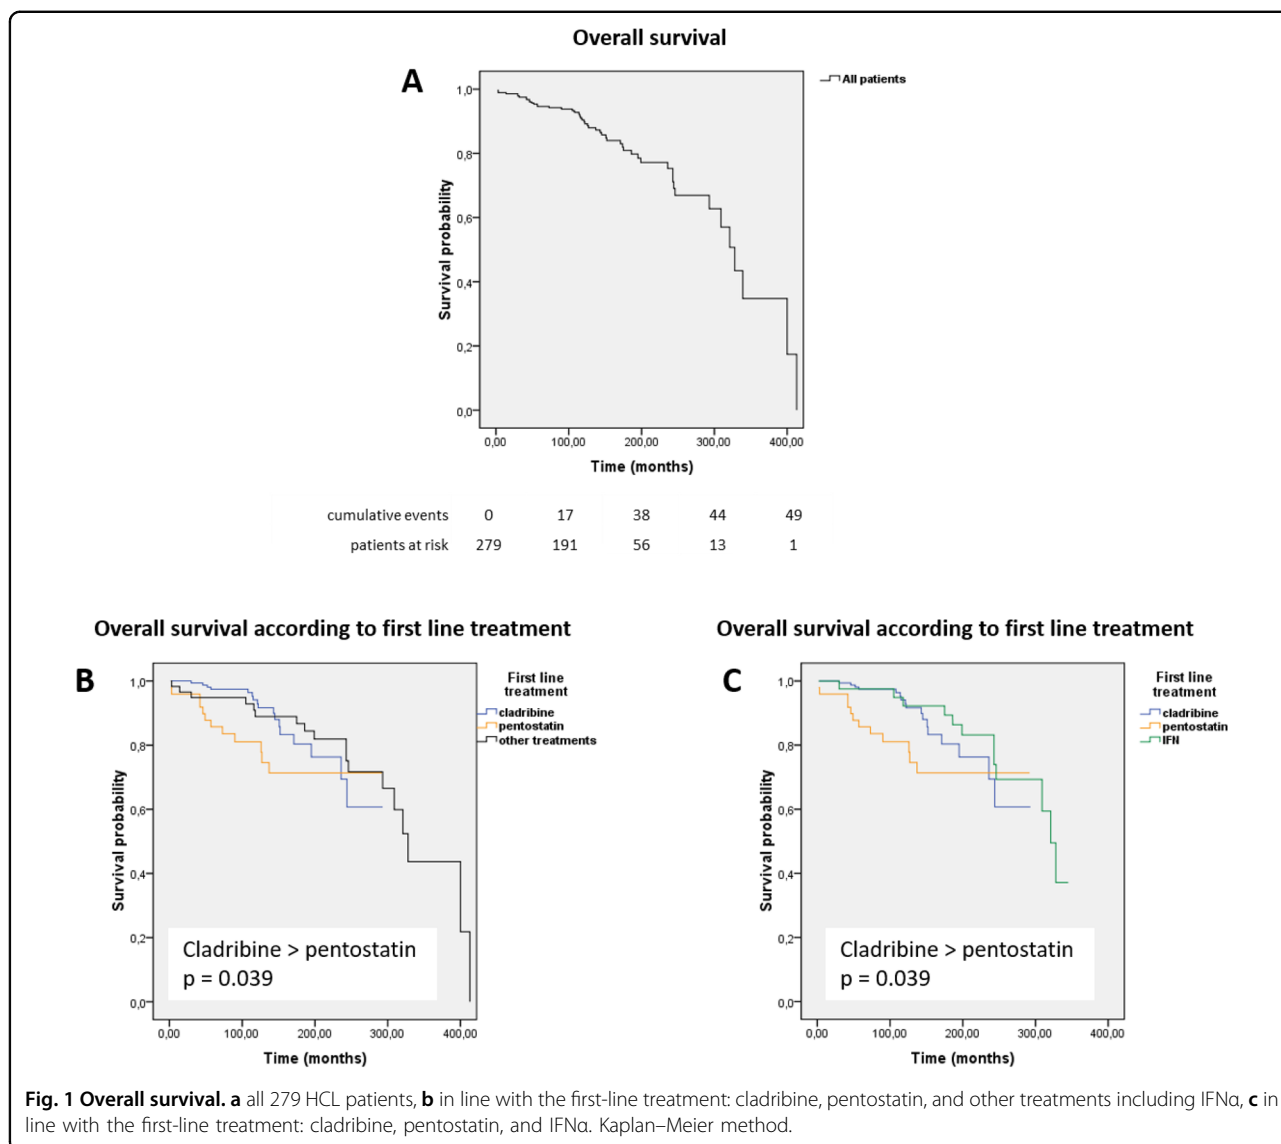 Overall survival
A
All patients
1,0
0,8
0,6
0,4
0,2
0,0
Survival probability
0,00 100,00 200,00 300,00 400,00
Time (months)
cumulative events 0 17 38 44 49
patients at risk 279 191 56 13 1
Overall survival according to first line treatment
B
First line
treatment
cladribine
pentostatin
other treatments
1,0
0,8
0,6
0,4
0,2
0,0
Survival probability
Cladribine > pentostatin
p = 0.039
0,00 100,00 200,00 300,00 400,00
Time (months)
Overall survival according to first line treatment
C
First line
treatment
cladribine
pentostatin
IFN
1,0
0,8
0,6
0,4
0,2
0,0
Survival probability
Cladribine > pentostatin
p = 0.039
0,00 100,00 200,00 300,00 400,00
Time (months)
Fig. 1 Overall survival. a all 279 HCL patients, b in line with the first-line treatment: cladribine, pentostatin, and other treatments including IFNα, c in
line with the first-line treatment: cladribine, pentostatin, and IFNα. Kaplan–Meier method.